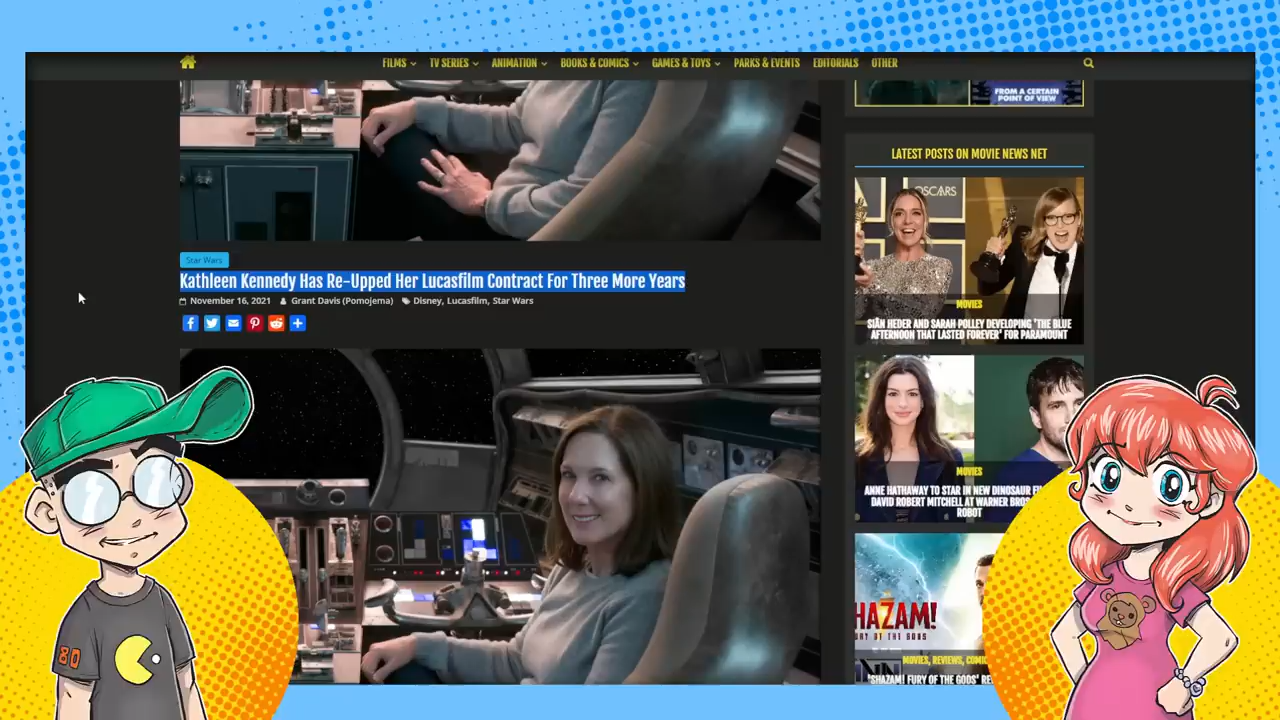 FILMS TV SERIES ANIMATION BOOKS & COMICS GAMES & TOYS PARKS & EVENTS EDITORIALS OTHER
FROM A CERTAIN
POINT OF VIEW
Star Wars
Kathleen Kennedy Has Re-Upped Her Lucasfilm Contract For Three More Years
November 16, 2021 Grant Davis (Pomojema) Disney, Lucasfilm, Star Wars
LATEST POSTS ON MOVIE NEWS NET
OSCARS
MOVIES
SIÂN HEDER AND SARAH POLLEY DEVELOPING 'THE BLUE
AFTERNOON THAT LASTED FOREVER' FOR PARAMOUNT
MOVIES
ANNE HATHAWAY TO STAR IN NEW DINOSAUR
DAVID ROBERT MITCHELL AT WARNER
ROBOT
HAZAM!
OF THE GODS
MOVIES, REVIEWS,
'SHAZAM! FURY OF THE GODS'
80